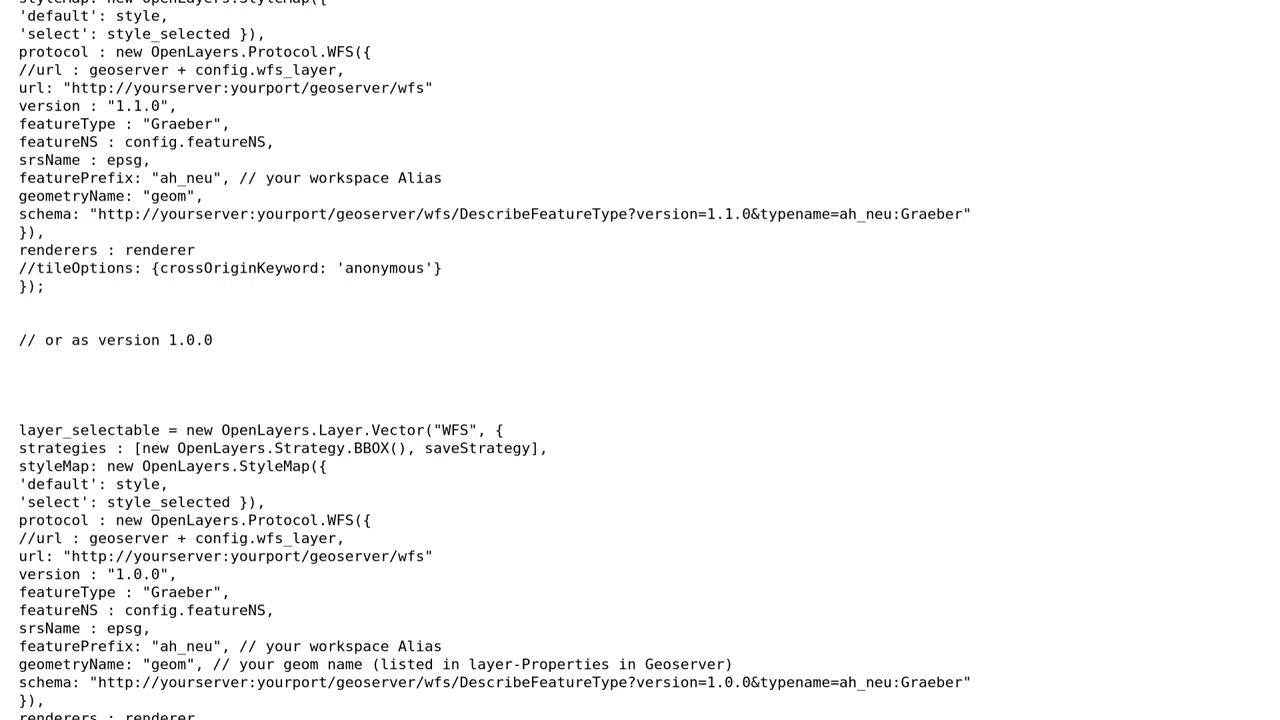 styleMap: new OpenLayers.StyleMap({
'default': style,
'select': style_selected }),
protocol : new OpenLayers.Protocol.WFS({
//url : geoserver + config.wfs_layer,
url: "http://yourserver:yourport/geoserver/wfs"
version : "1.1.0",
featureType : "Graeber",
featureNS : config.featureNS,
srsName : epsg,
featurePrefix: "ah_neu", // your workspace Alias
geometryName: "geom",
schema: "http://yourserver:yourport/geoserver/wfs/DescribeFeatureType?version=1.1.0&typename=ah_neu:Graeber"
}),
renderers : renderer
//tileOptions: {crossOriginKeyword: 'anonymous'}
});
// or as version 1.0.0
layer_selectable = new OpenLayers.Layer.Vector("WFS", {
strategies : [new OpenLayers.Strategy.BBOX(), saveStrategy],
styleMap: new OpenLayers.StyleMap({
'default': style,
'select': style_selected }),
protocol : new OpenLayers.Protocol.WFS({
//url : geoserver + config.wfs_layer,
url: "http://yourserver:yourport/geoserver/wfs"
version : "1.0.0",
featureType : "Graeber",
featureNS : config.featureNS,
srsName : epsg,
featurePrefix: "ah_neu", // your workspace Alias
geometryName: "geom", // your geom name (listed in layer-Properties in Geoserver)
schema: "http://yourserver:yourport/geoserver/wfs/DescribeFeatureType?version=1.0.0&typename=ah_neu:Graeber"
}),
renderers : renderer